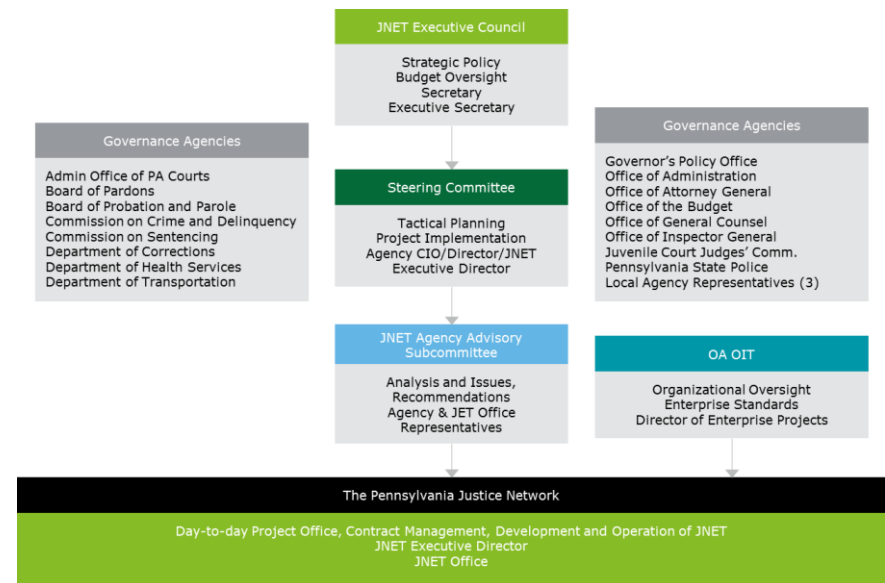 JNET Executive Council
Strategic Policy
Budget Oversight
Secretary
Executive Secretary
Governance Agencies
Admin Office of PA Courts
Board of Pardons
Board of Probation and Parole
Commission on Crime and Delinquency
Commission on Sentencing
Department of Corrections
Department of Health Services
Department of Transportation
Steering Committee
Tactical Planning
Project Implementation
Agency CIO/Director/JNET
Executive Director
Governance Agencies
Governor's Policy Office
Office of Administration
Office of Attorney General
Office of the Budget
Office of General Counsel
Office of Inspector General
Juvenile Court Judges' Comm.
Pennsylvania State Police
Local Agency Representatives (3)
JNET Agency Advisory
Subcommittee
Analysis and Issues,
Recommendations
Agency & JET Office
Representatives
OA OIT
Organizational Oversight
Enterprise Standards
Director of Enterprise Projects
The Pennsylvania Justice Network
Day-to-day Project Office, Contract Management, Development and Operation of JNET
JNET Executive Director
JNET Office